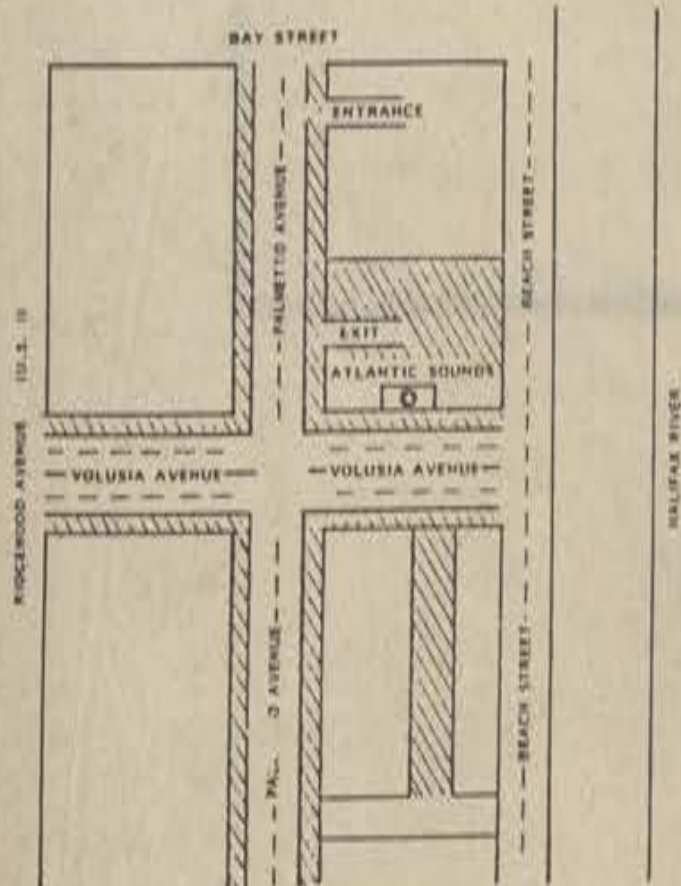 BAY STREET
ENTRANCE
PALMETTO AVENUE
BEACH STREET
EXIT
ATLANTIC SOUNDS
RIDGEWOOD AVENUE
VOLUSIA AVENUE
VOLUSIA AVENUE
HALIFAX RIVER
AVENUE
BEACH STREET